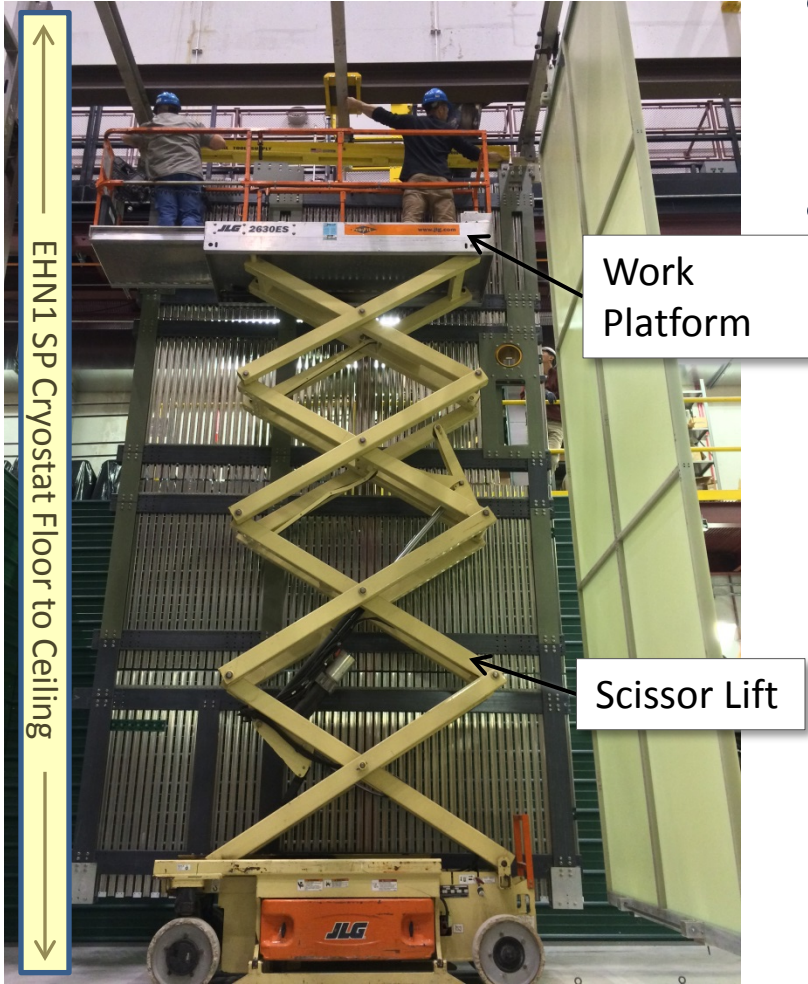 EHN1 SP Cryostat Floor to Ceiling
JLG 2630ES
www.jlg.com
Work
Platform
Scissor Lift
JLG